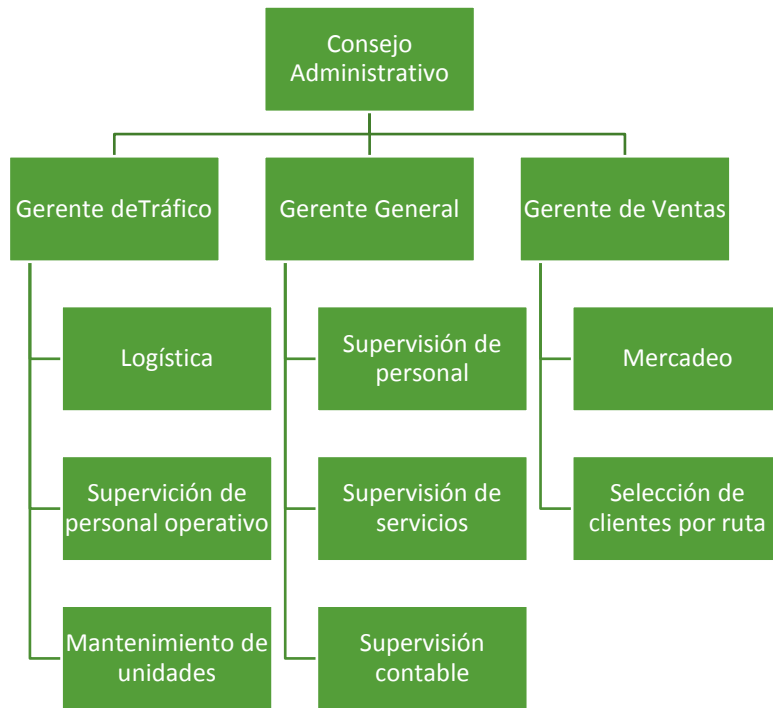 Consejo
Administrativo
Gerente deTráfico
Gerente General
Gerente de Ventas
Logística
Supervisión de
personal
Mercadeo
Supervición de
personal operativo
Supervisión de
servicios
Selección de
clientes por ruta
Mantenimiento de
unidades
Supervisión
contable